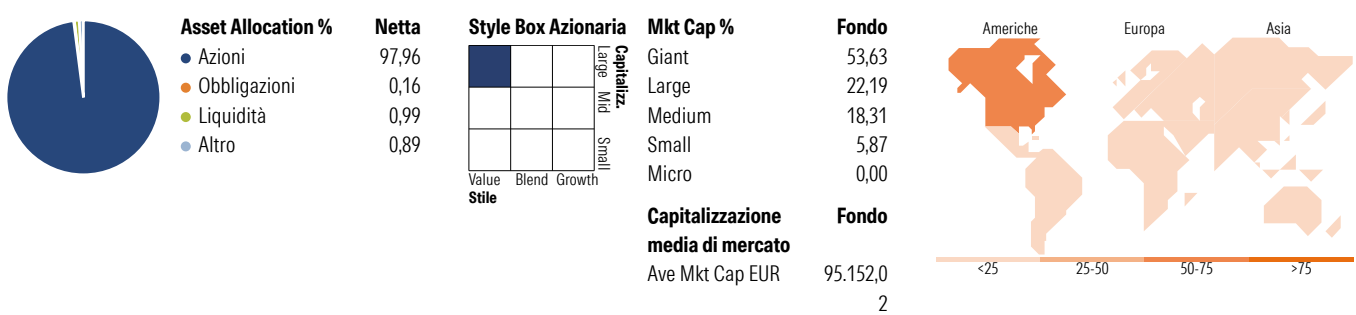 Asset Allocation % Netta
Azioni 97,96
Obbligazioni 0,16
Liquidità 0,99
Altro 0,89
Style Box Azionaria
Capitalizz.
Large Mid Small
Value Blend Growth
Stile
Mkt Cap % Fondo
Giant 53,63
Large 22,19
Medium 18,31
Small 5,87
Micro 0,00
Capitalizzazione Fondo
media di mercato
Ave Mkt Cap EUR 95.152,0
2
Americhe Europa Asia
<25 25-50 50-75 >75